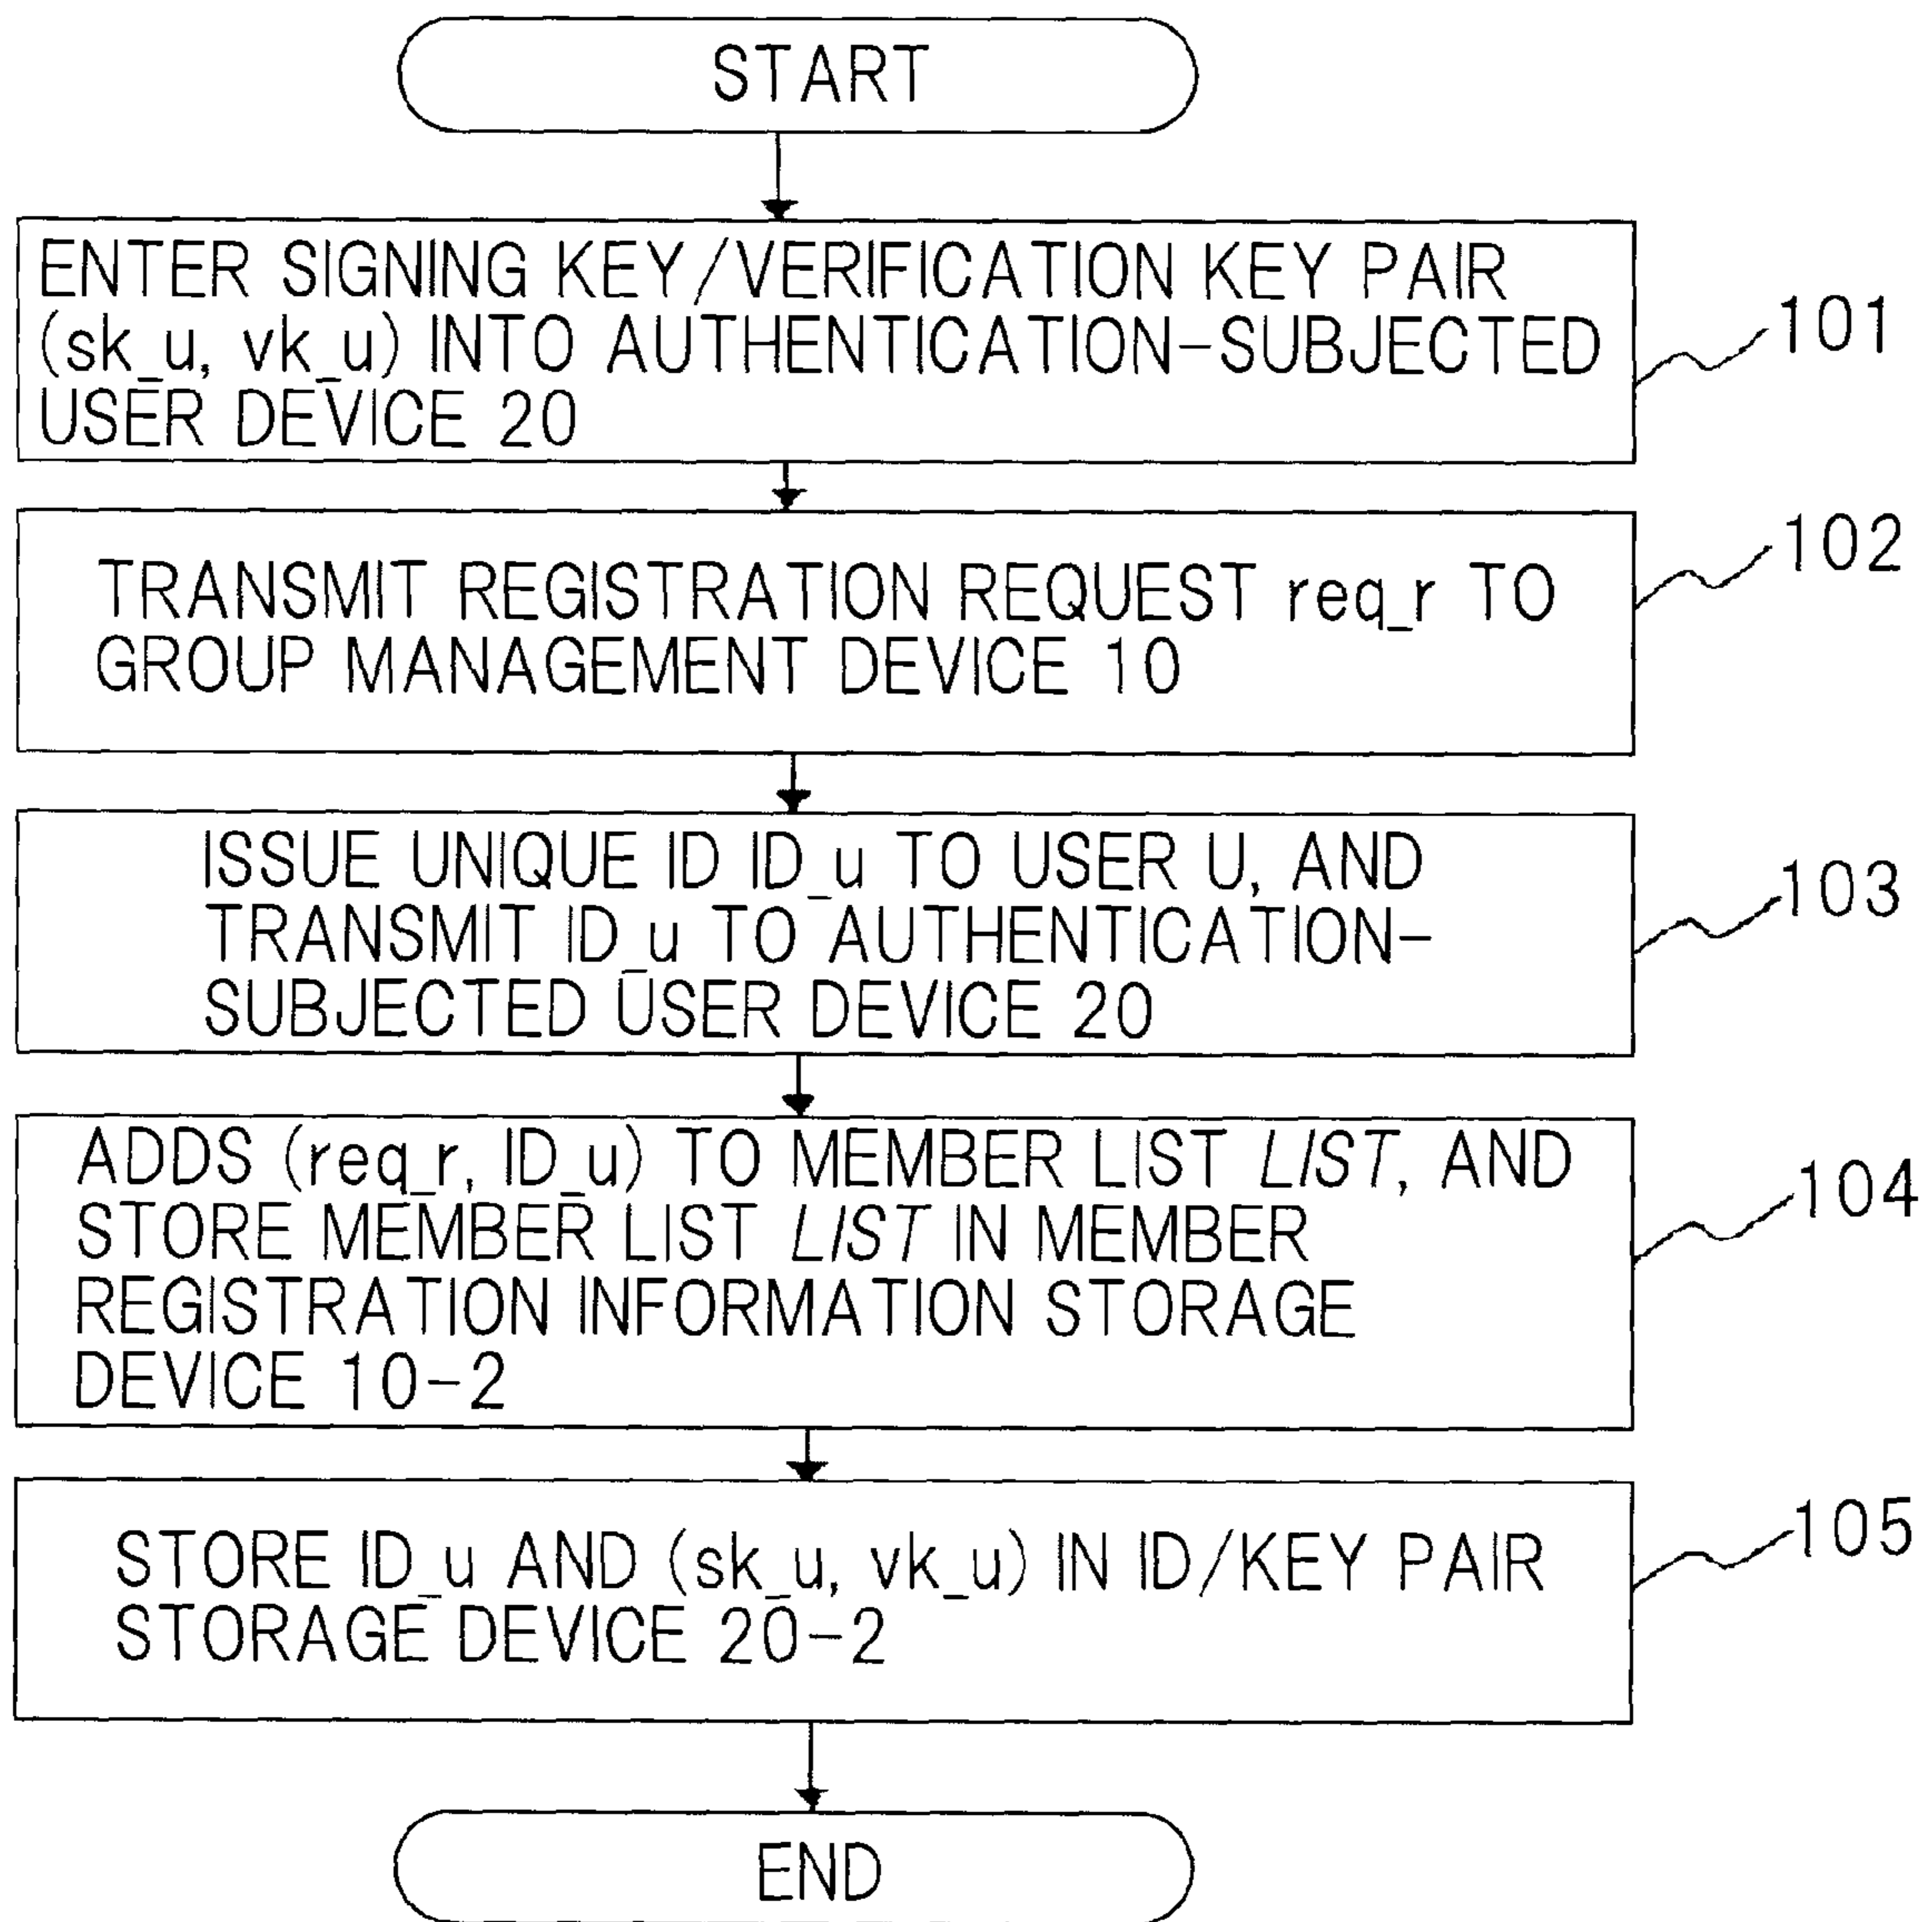 START
ENTER SIGNING KEY/VERIFICATION KEY PAIR
(sk_u, vk_u) INTO AUTHENTICATION-SUBJECTED
USER DEVICE 20
101
TRANSMIT REGISTRATION REQUEST req_r TO
GROUP MANAGEMENT DEVICE 10
102
ISSUE UNIQUE ID ID_u TO USER U, AND
TRANSMIT ID_u TO AUTHENTICATION-
SUBJECTED USER DEVICE 20
103
ADDS (req_r, ID_u) TO MEMBER LIST LIST, AND
STORE MEMBER LIST LIST IN MEMBER
REGISTRATION INFORMATION STORAGE
DEVICE 10-2
104
STORE ID_u AND (sk_u, vk_u) IN ID/KEY PAIR
STORAGE DEVICE 20-2
105
END